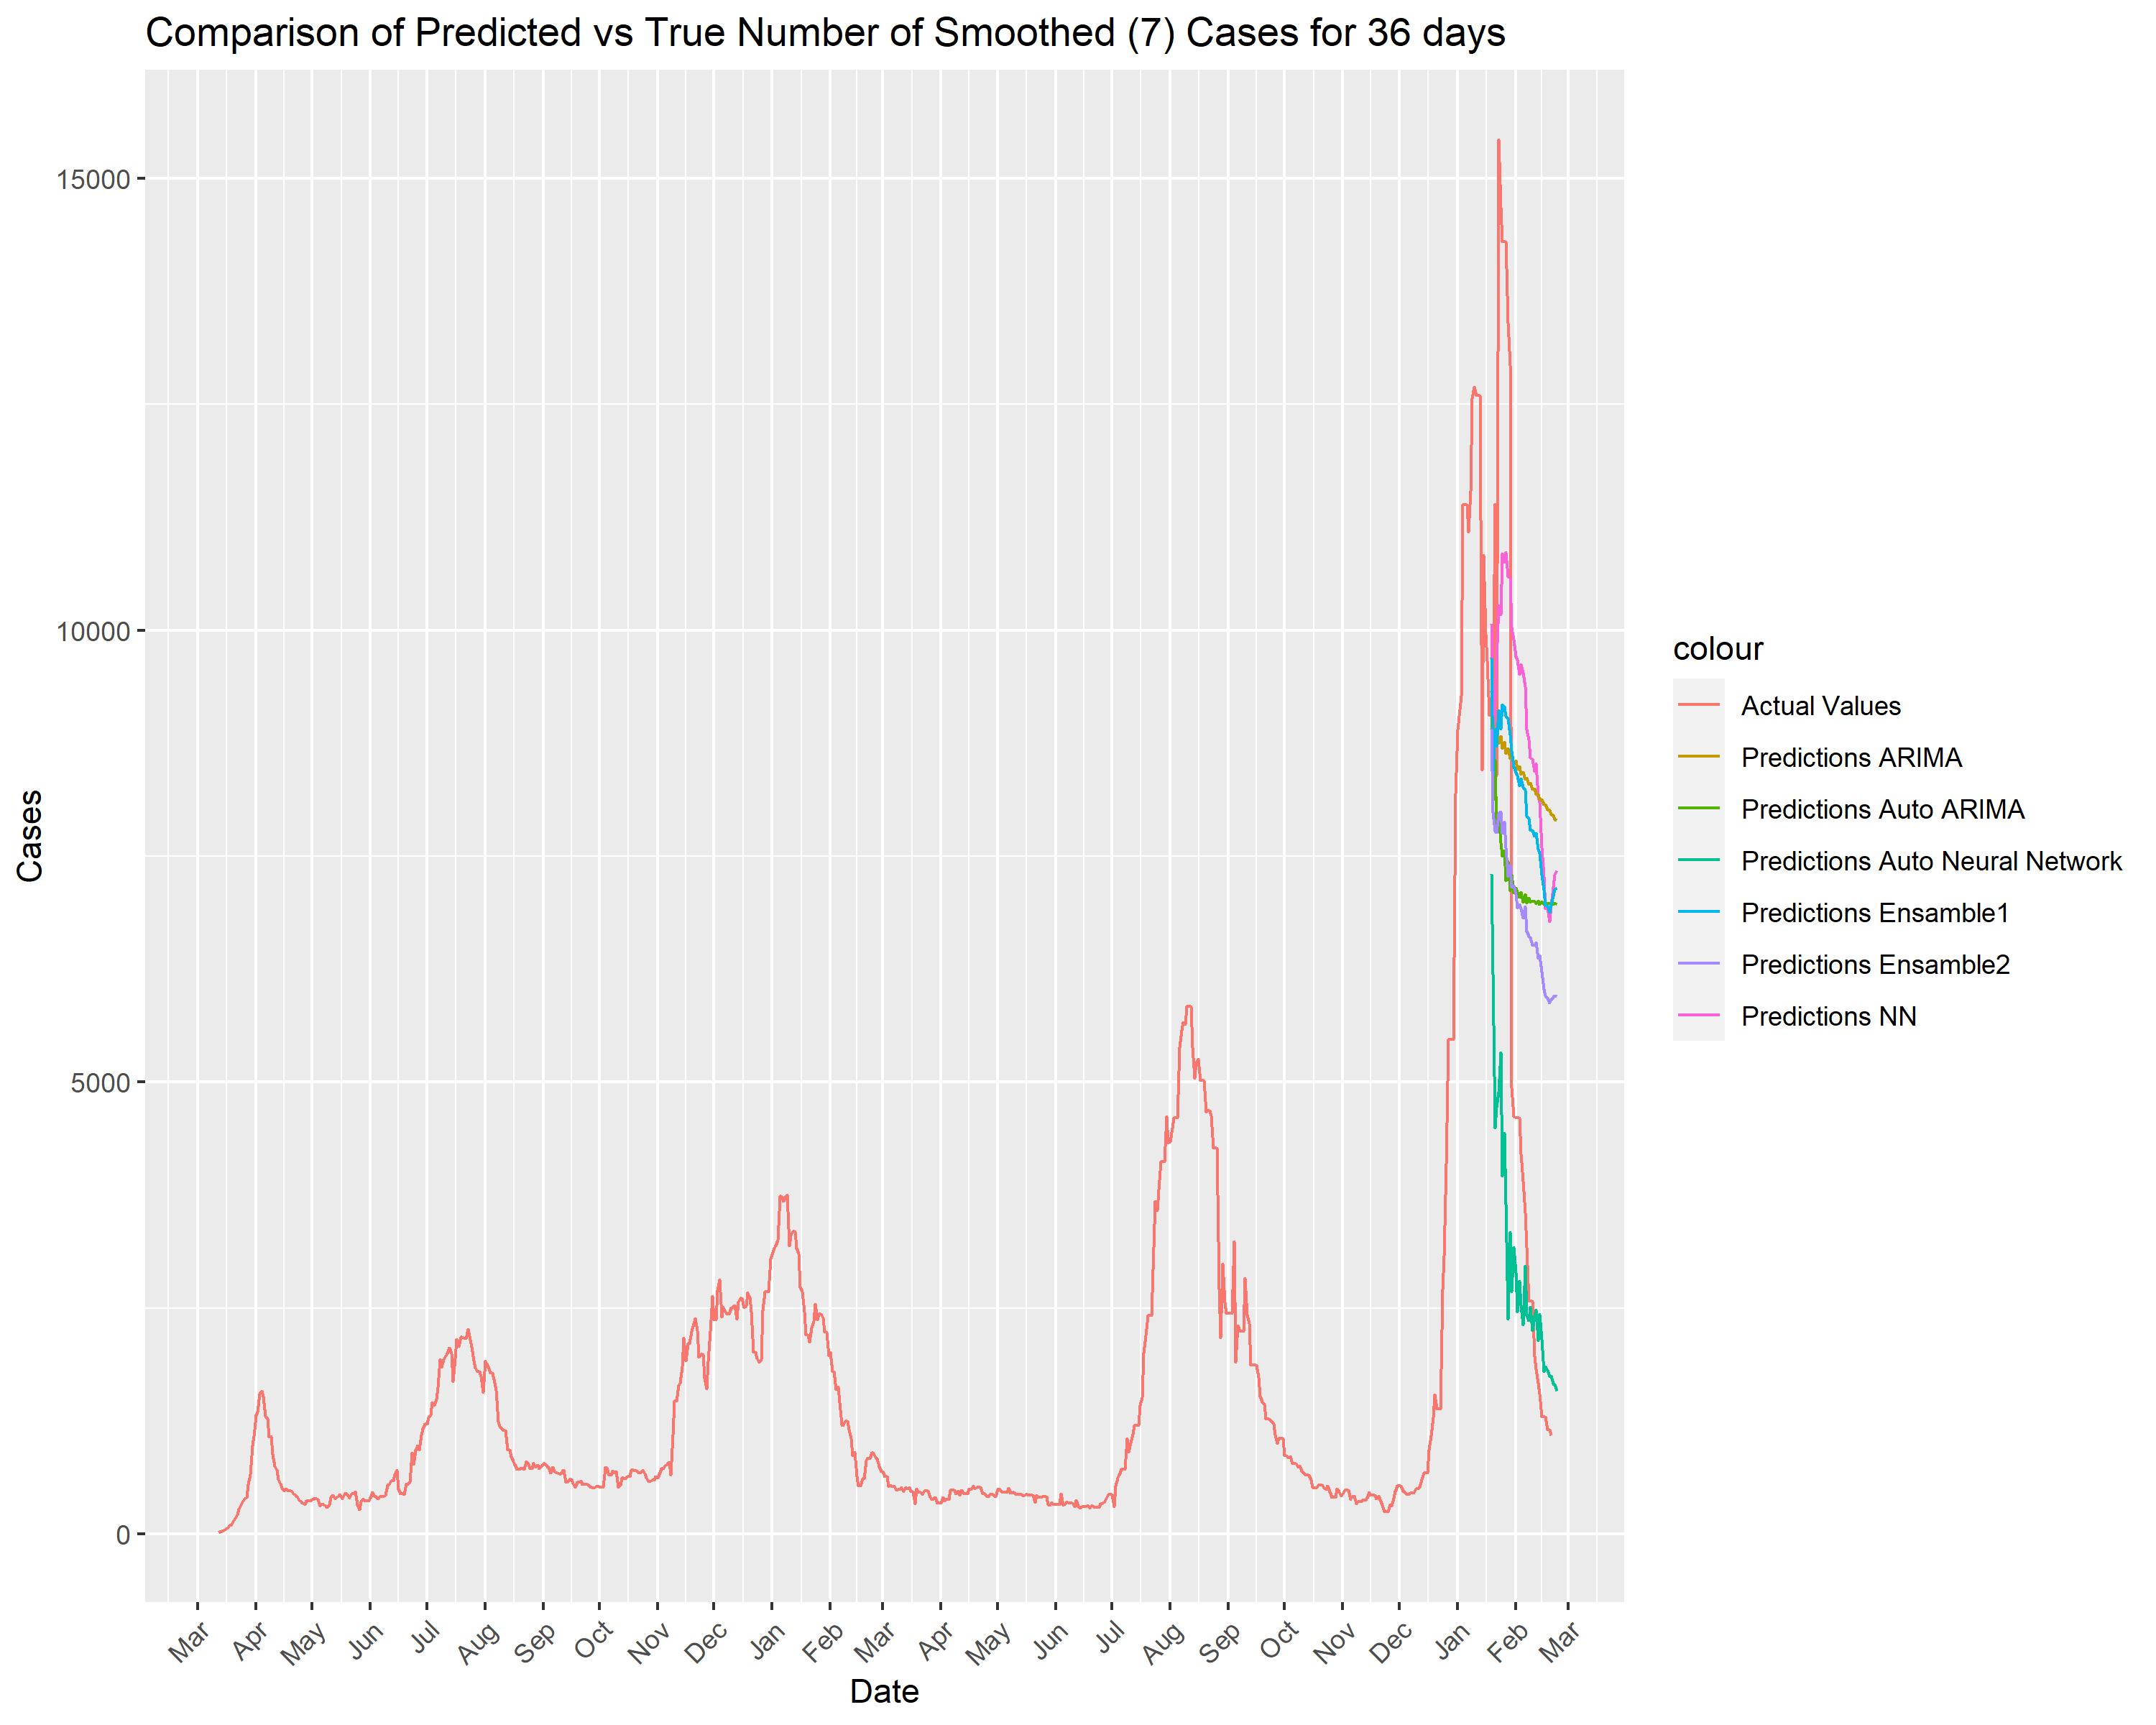 Comparison of Predicted vs True Number of Smoothed (7) Cases for 36 days
15000
10000
5000
0
Cases
Mar
Apr
May
Jun
Jul
Aug
Sep
Oct
Nov
Dec
Jan
Feb
Mar
Apr
May
Jun
Jul
Aug
Sep
Oct
Nov
Dec
Jan
Feb
Mar
Date
colour
Actual Values
Predictions ARIMA
Predictions Auto ARIMA
Predictions Auto Neural Network
Predictions Ensamble1
Predictions Ensamble2
Predictions NN